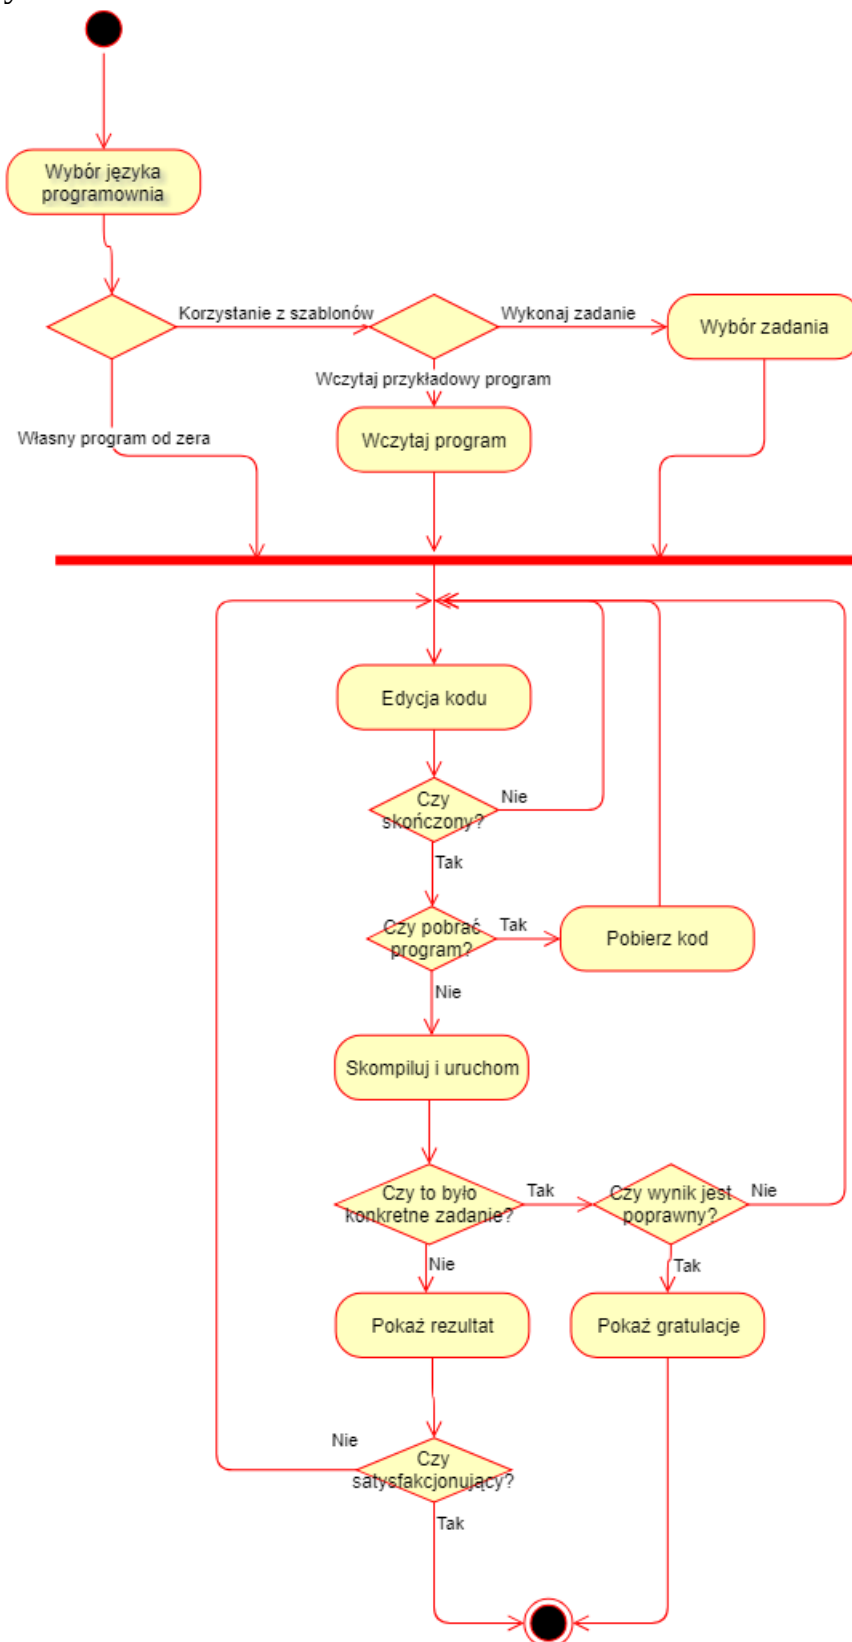 Wybór języka
programownia
Korzystanie z szablonów
Wykonaj zadanie
Wybór zadania
Wczytaj przykładowy program
Własny program od zera
Wczytaj program
Edycja kodu
Czy
skończony?
Nie
Tak
Czy pobrać
program?
Tak
Pobierz kod
Nie
Skompiluj i uruchom
Czy to było
konkretne zadanie?
Tak
Czy wynik jest
poprawny?
Nie
Nie
Tak
Pokaż rezultat
Pokaż gratulacje
Nie
Czy
satysfakcjonujący?
Tak